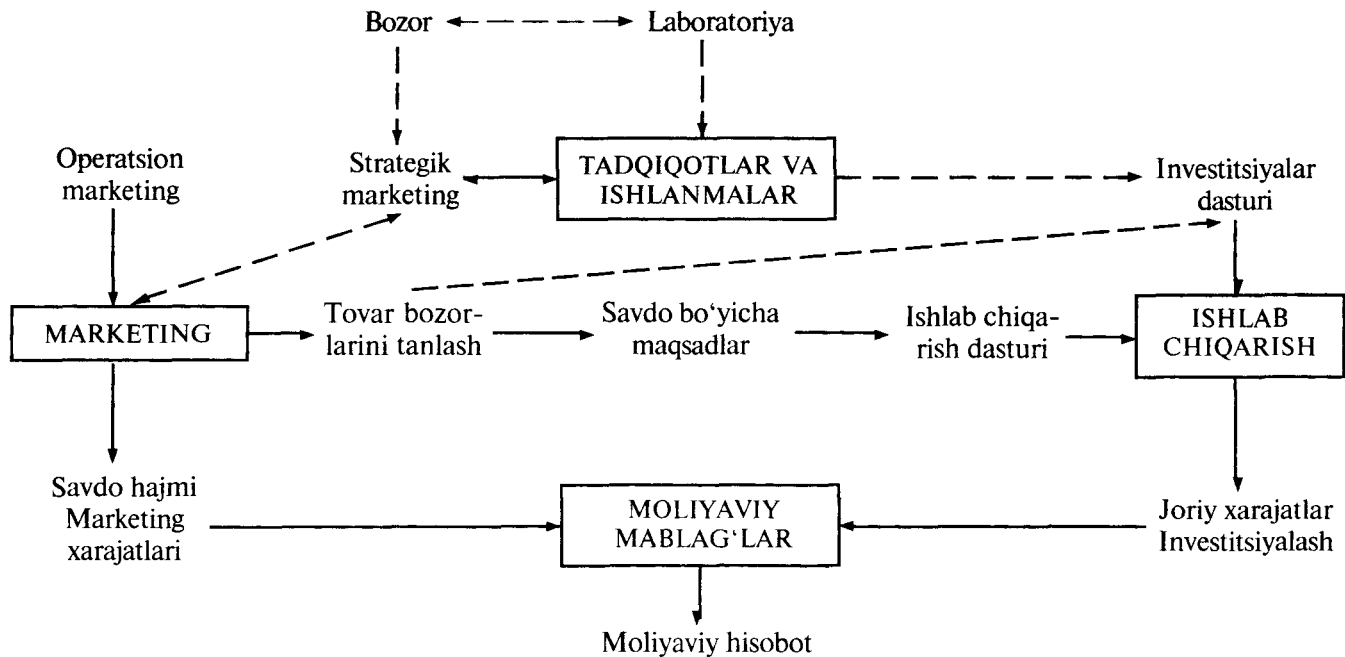 Bozor
Laboratoriya
Operatsion
marketing
Strategik
marketing
TADQIQOTLAR VA
ISHLANMALAR
Investitsiyalar
dasturi
MARKETING
Tovar bozor-
larini tanlash
Savdo bo‘yicha
maqsadlar
Ishlab chiqa-
rish dasturi
ISHLAB
CHIQARISH
Savdo hajmi
Marketing
xarajatlari
MOLIYAVIY
MABLAG‘LAR
Joriy xarajatlar
Investitsiyalash
Moliyaviy hisobot